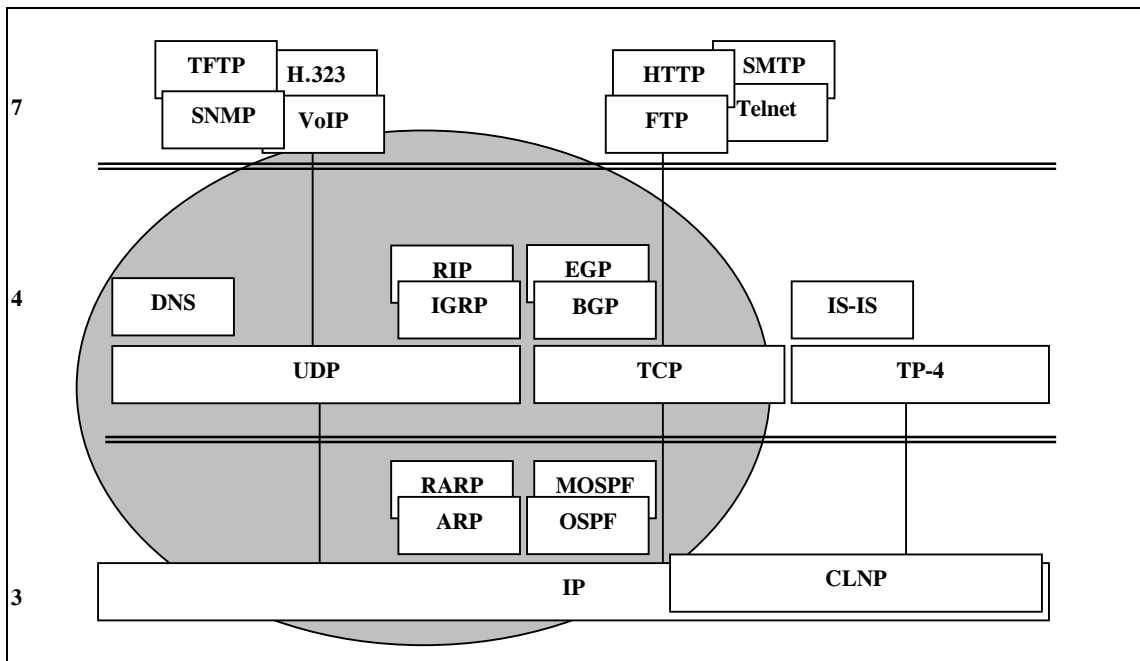 TFTP
H.323
HTTP
SMTP
7
SNMP
VoIP
FTP
Telnet
RIP
EGP
4
DNS
IGRP
BGP
IS-IS
UDP
TCP
TP-4
RARP
MOSPF
ARP
OSPF
3
IP
CLNP